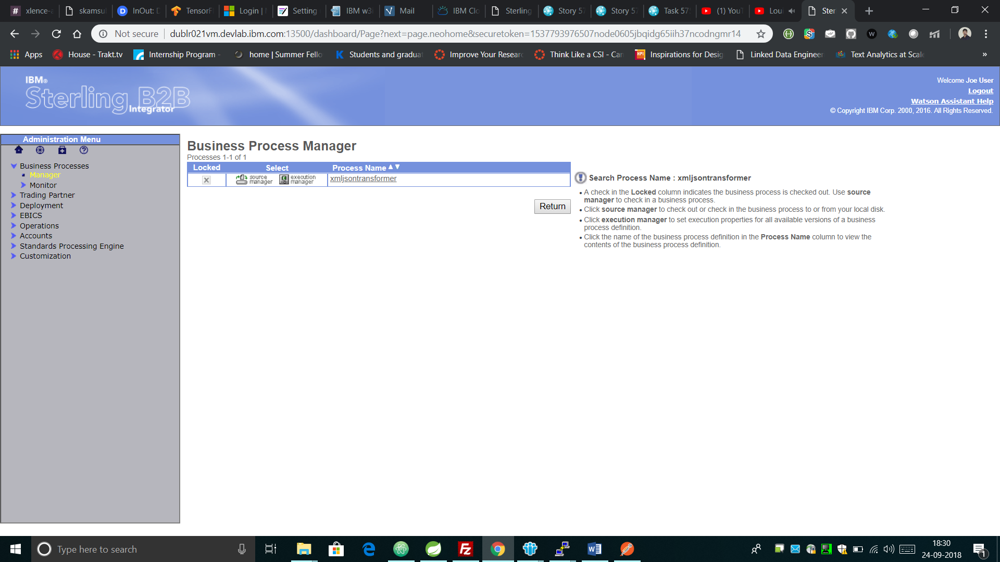 xlence-a
skamsu
InOut: D
TensorFl
Login |
Setting
IBM w3i
Mail
IBM Clo
Sterling
Story 57
Story 57
Task 575
(1) YouT
Loui
Ster
Not secure
dublr021vm.devlab.ibm.com:13500/dashboard/Page?next=page.neohome&securetoken=1537793976507node0605jbqidg65iih37ncodngmr14
Apps
House - Trakt.tv
Internship Program -
home | Summer Fello
Students and graduat
Improve Your Researc
Think Like a CSI - Can
Inspirations for Desig
Linked Data Engineer
Text Analytics at Scale
»
IBM®
Sterling B2B
Integrator
Welcome Joe User
Logout
Watson Assistant Help
© Copyright IBM Corp. 2000, 2016. All Rights Reserved.
Administration Menu
Business Processes
Manager
Monitor
Trading Partner
Deployment
EBICS
Operations
Accounts
Standards Processing Engine
Customization
Business Process Manager
Processes 1-1 of 1
Locked Select Process Name
source manager execution manager xmljsontransformer
Return
Search Process Name : xmljsontransformer
A check in the Locked column indicates the business process is checked out. Use source
manager to check in a business process.
Click source manager to check out or check in the business process to or from your local disk.
Click execution manager to set execution properties for all available versions of a business
process definition.
Click the name of the business process definition in the Process Name column to view the
contents of the business process definition.
Type here to search
18:30
24-09-2018
1